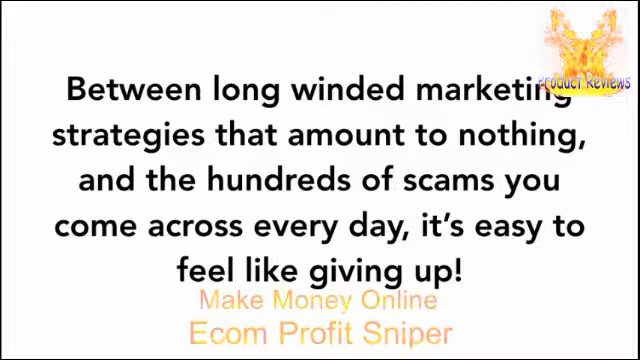 Product Reviews
Between long winded marketing
strategies that amount to nothing,
and the hundreds of scams you
come across every day, it's easy to
feel like giving up!
Make Money Online
Ecom Profit Sniper